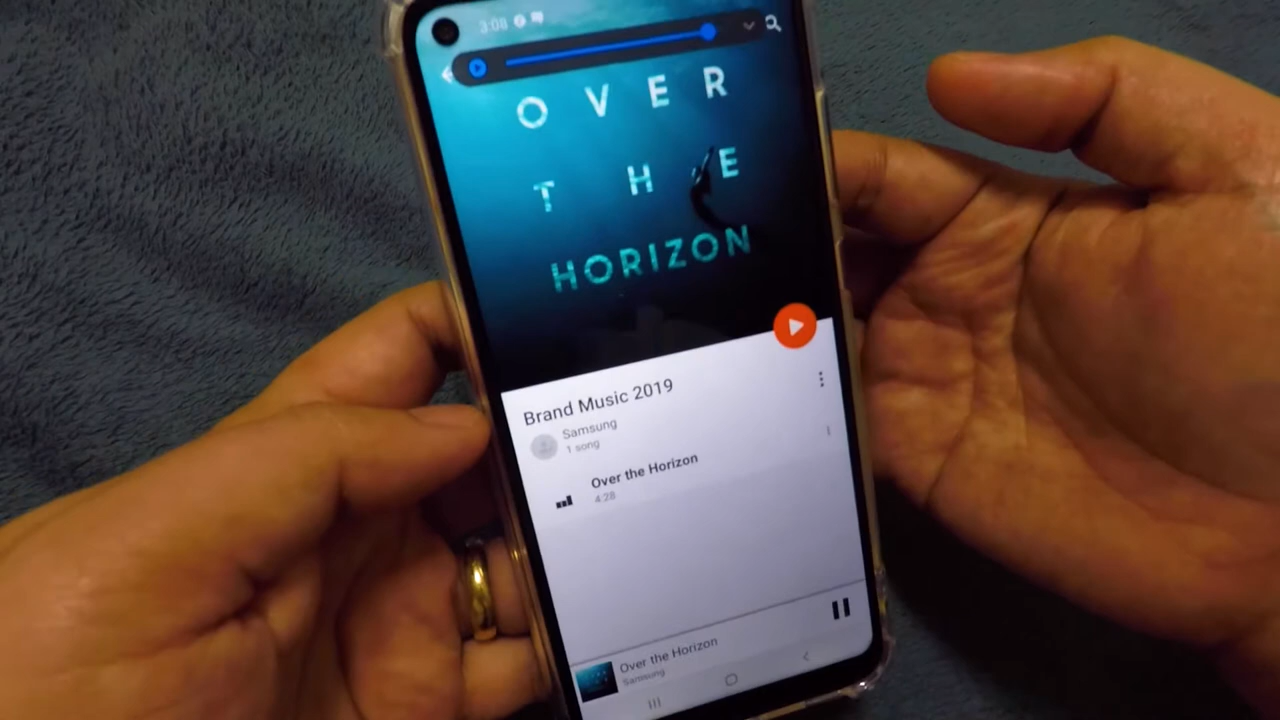 3:08
OVER
THE
HORIZON
Brand Music 2019
Samsung
1 song
Over the Horizon
4:28
Over the Horizon
Samsung